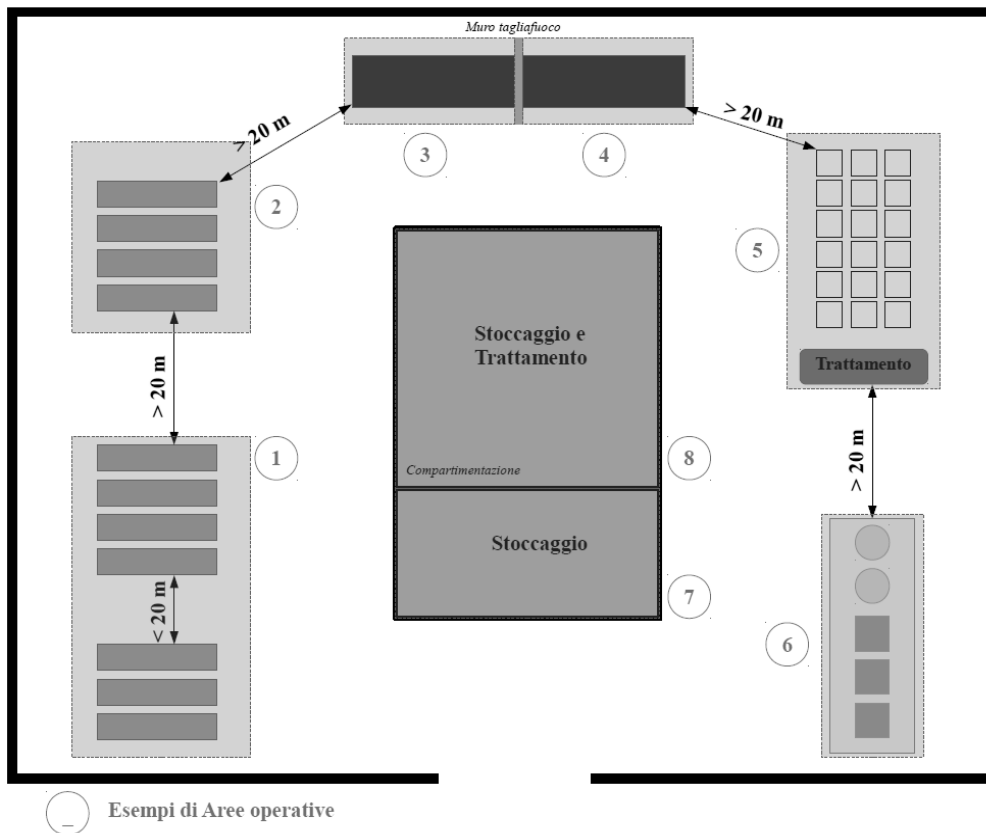 Muro tagliafuoco
> 20 m
> 20 m
3
4
2
5
Stoccaggio e
Trattamento
Trattamento
> 20 m
> 20 m
1
Compartimentazione
8
Stoccaggio
< 20 m
7
6
_ Esempi di Aree operative